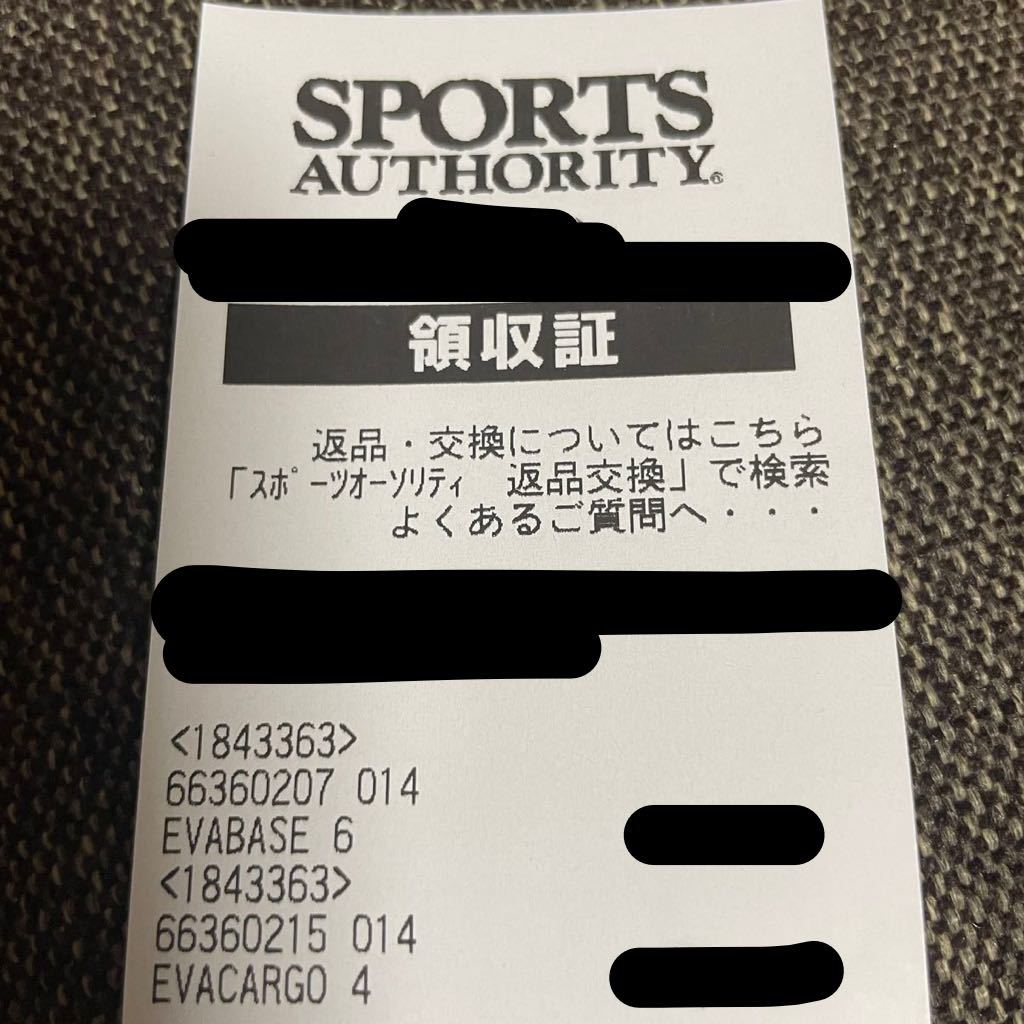 SPORTS
AUTHORITY®
領収証
返品・交換についてはこちら
「ｽﾎﾟｰﾂｵｰｿﾘﾃｨ　返品交換」で検索
よくあるご質問へ・・・
<1843363>
66360207 014
EVABASE 6
<1843363>
66360215 014
EVACARGO 4